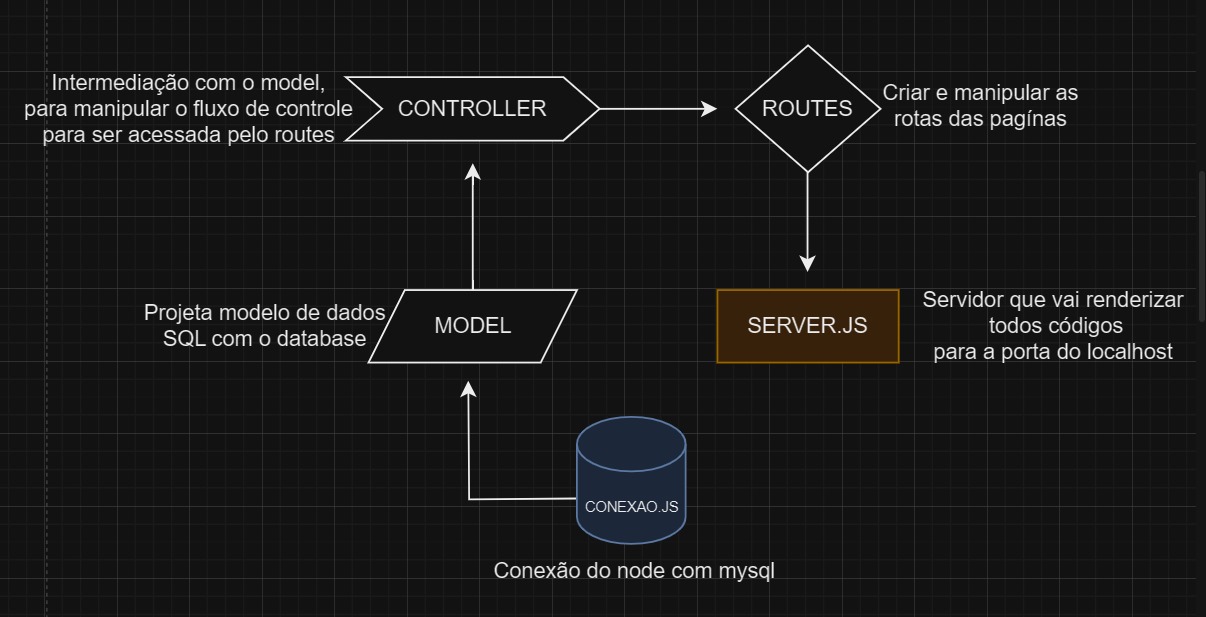 Intermediação com o model,
para manipular o fluxo de controle
para ser acessada pelo routes
CONTROLLER
ROUTES
Criar e manipular as
rotas das pagínas
Projeta modelo de dados
SQL com o database
MODEL
SERVER.JS
Servidor que vai renderizar
todos códigos
para a porta do localhost
CONEXAO.JS
Conexão do node com mysql